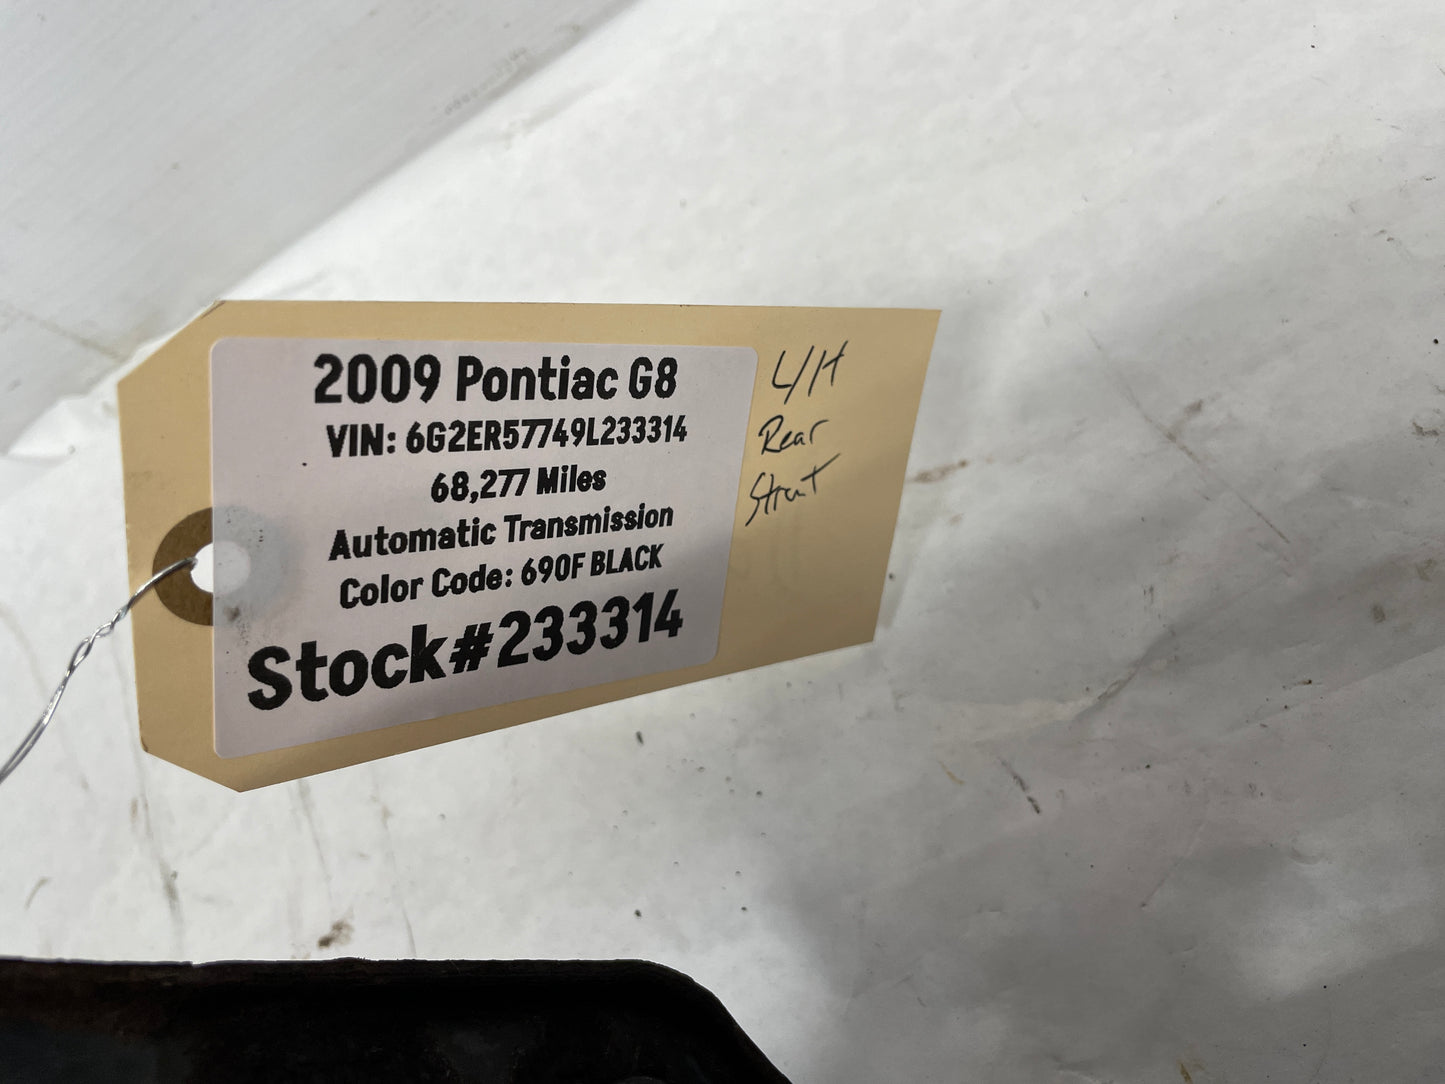 2009 Pontiac G8
VIN: 6G2ER57749L233314
68,277 Miles
Automatic Transmission
Color Code: 690F BLACK
Stock#233314
L/H
Rear
Strut